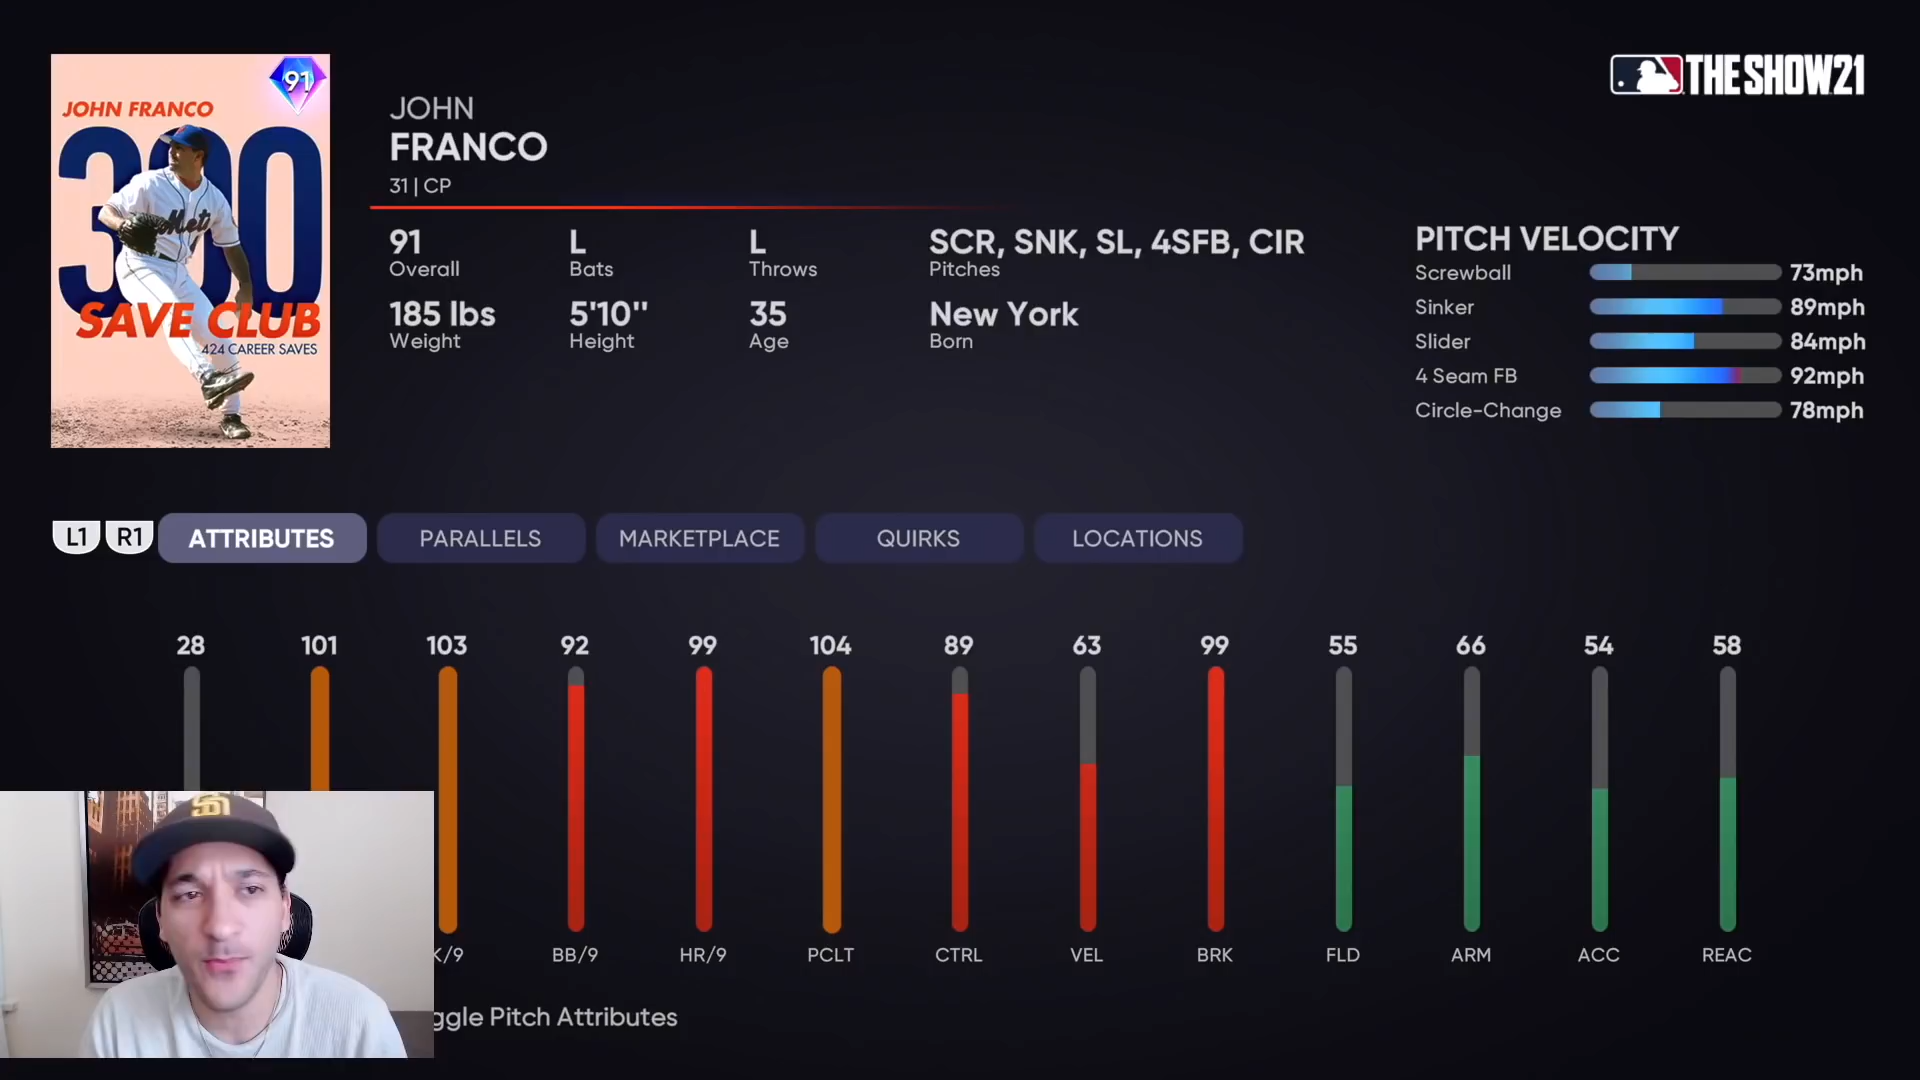 91
JOHN FRANCO
300
SAVE CLUB
424 CAREER SAVES
Mets
JOHN
FRANCO
31 | CP
91
Overall
L
Bats
L
Throws
SCR, SNK, SL, 4SFB, CIR
Pitches
185 lbs
Weight
5'10''
Height
35
Age
New York
Born
THE SHOW21
PITCH VELOCITY
Screwball 73mph
Sinker 89mph
Slider 84mph
4 Seam FB 92mph
Circle-Change 78mph
L1 R1 ATTRIBUTES PARALLELS MARKETPLACE QUIRKS LOCATIONS
28 101 103 92 99 104 89 63 99 55 66 54 58
K/9 BB/9 HR/9 PCLT CTRL VEL BRK FLD ARM ACC REAC
ggle Pitch Attributes
SD